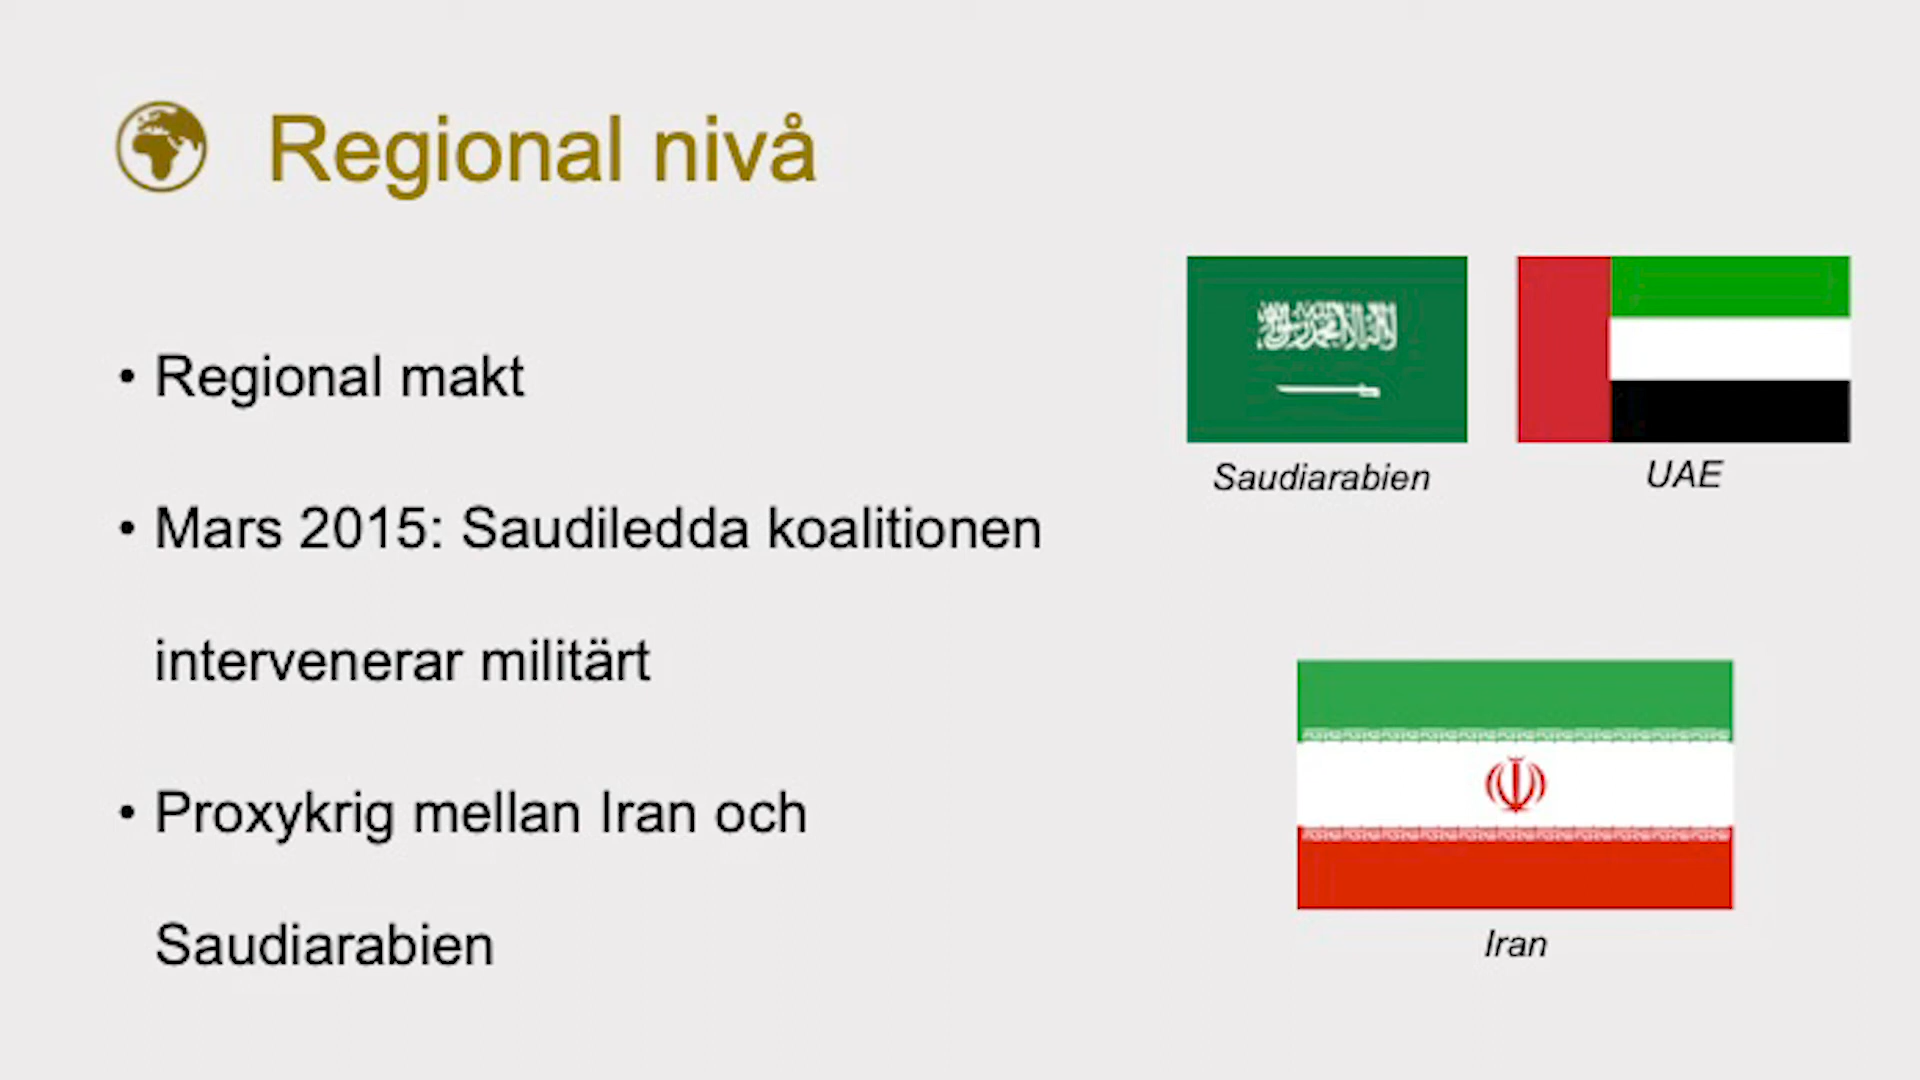 Regional nivå
• Regional makt
• Mars 2015: Saudiledda koalitionen
intervenerar militärt
• Proxykrig mellan Iran och
Saudiarabien
Saudiarabien
UAE
Iran